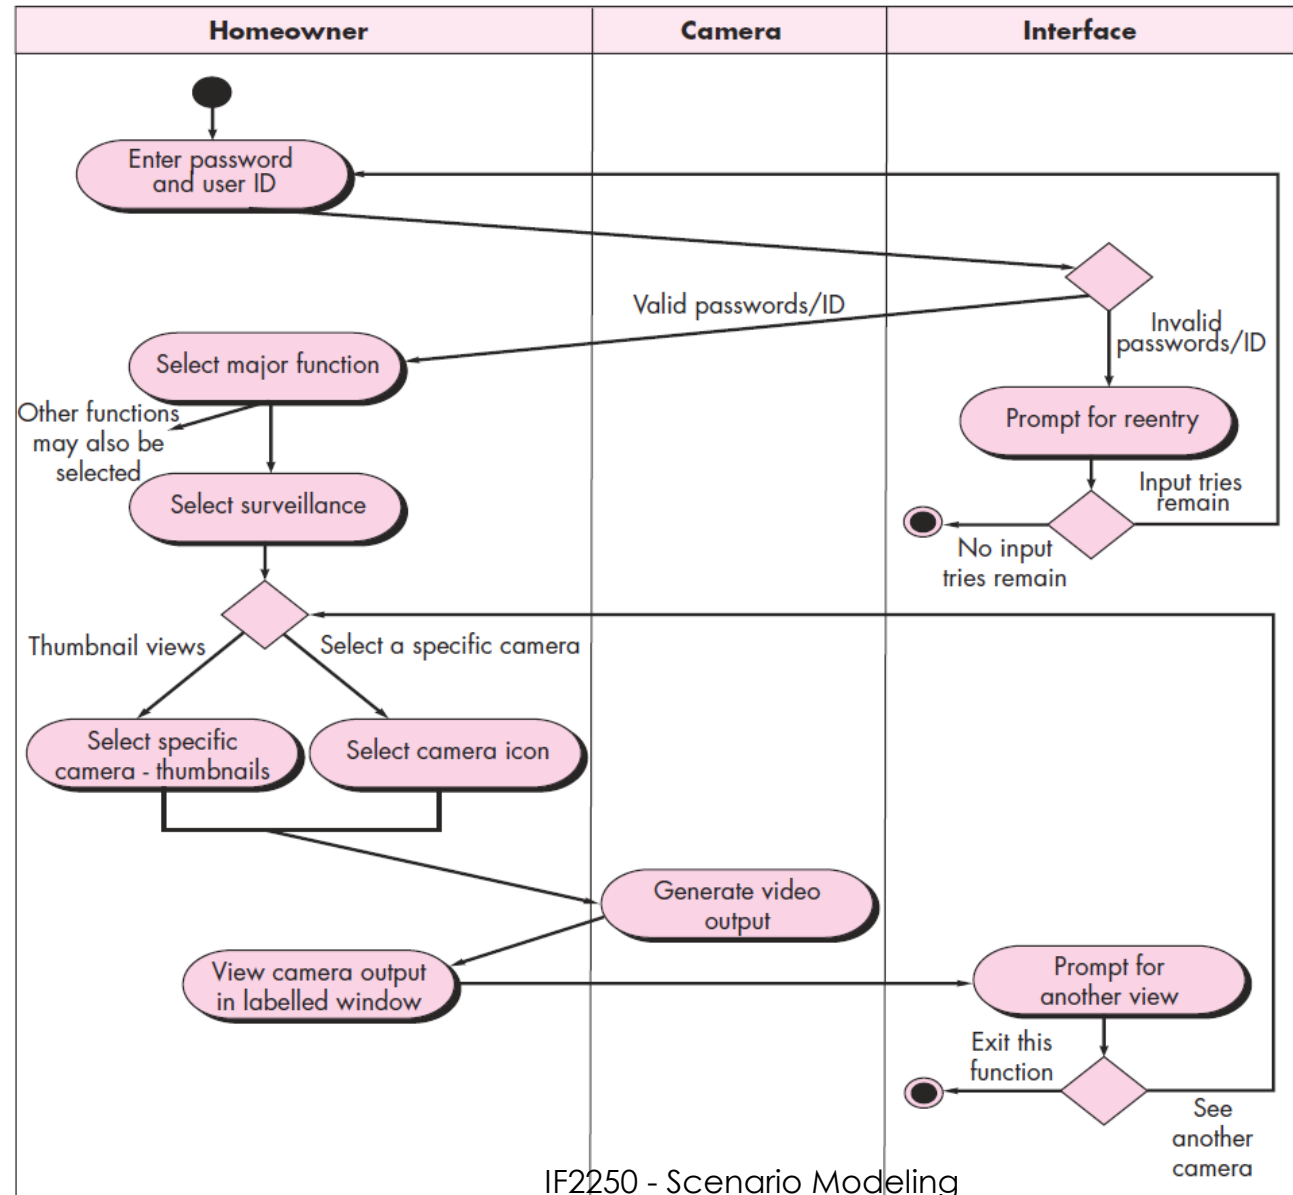 Homeowner
Camera
Interface
Enter password
and user ID
Valid passwords/ID
Invalid
passwords/ID
Select major function
Other functions
may also be
selected
Prompt for reentry
Select surveillance
Input tries
remain
No input
tries remain
Thumbnail views
Select a specific camera
Select specific
camera - thumbnails
Select camera icon
Generate video
output
View camera output
in labelled window
Prompt for
another view
Exit this
function
See
another
camera
IF2250 - Scenario Modeling